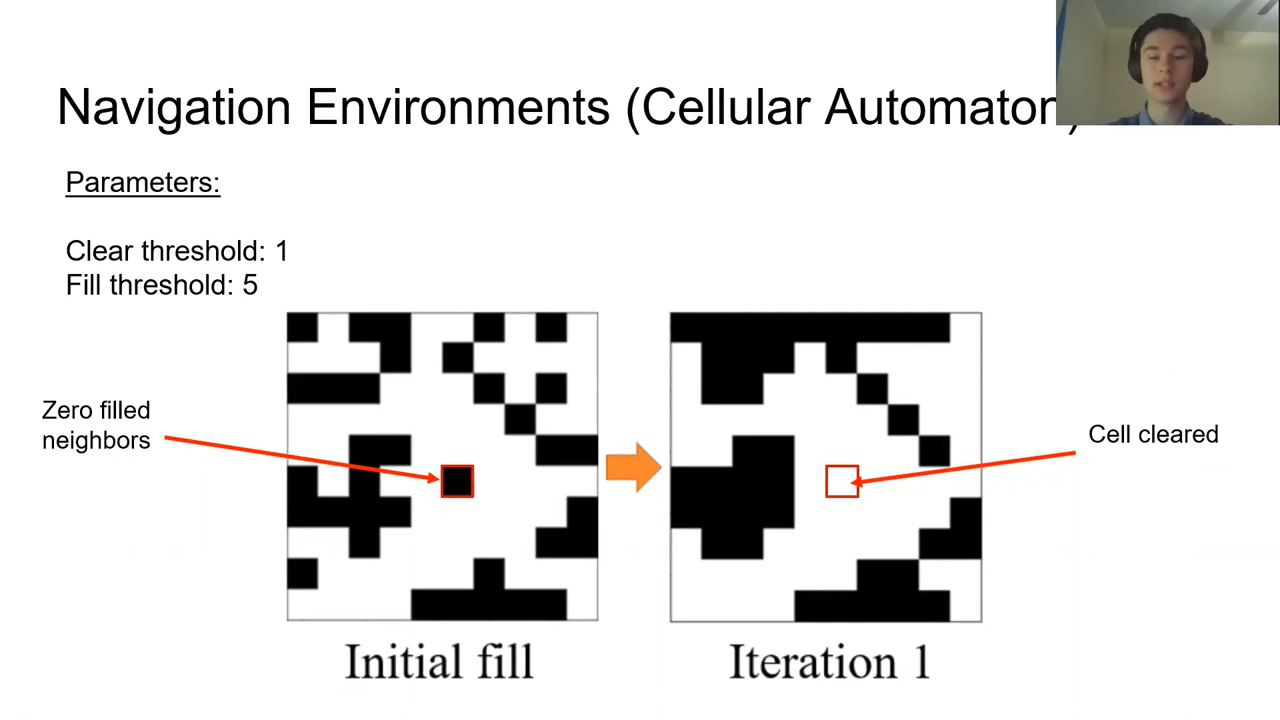 Navigation Environments (Cellular Automaton)
Parameters:
Clear threshold: 1
Fill threshold: 5
Zero filled
neighbors
Cell cleared
Initial fill
Iteration 1